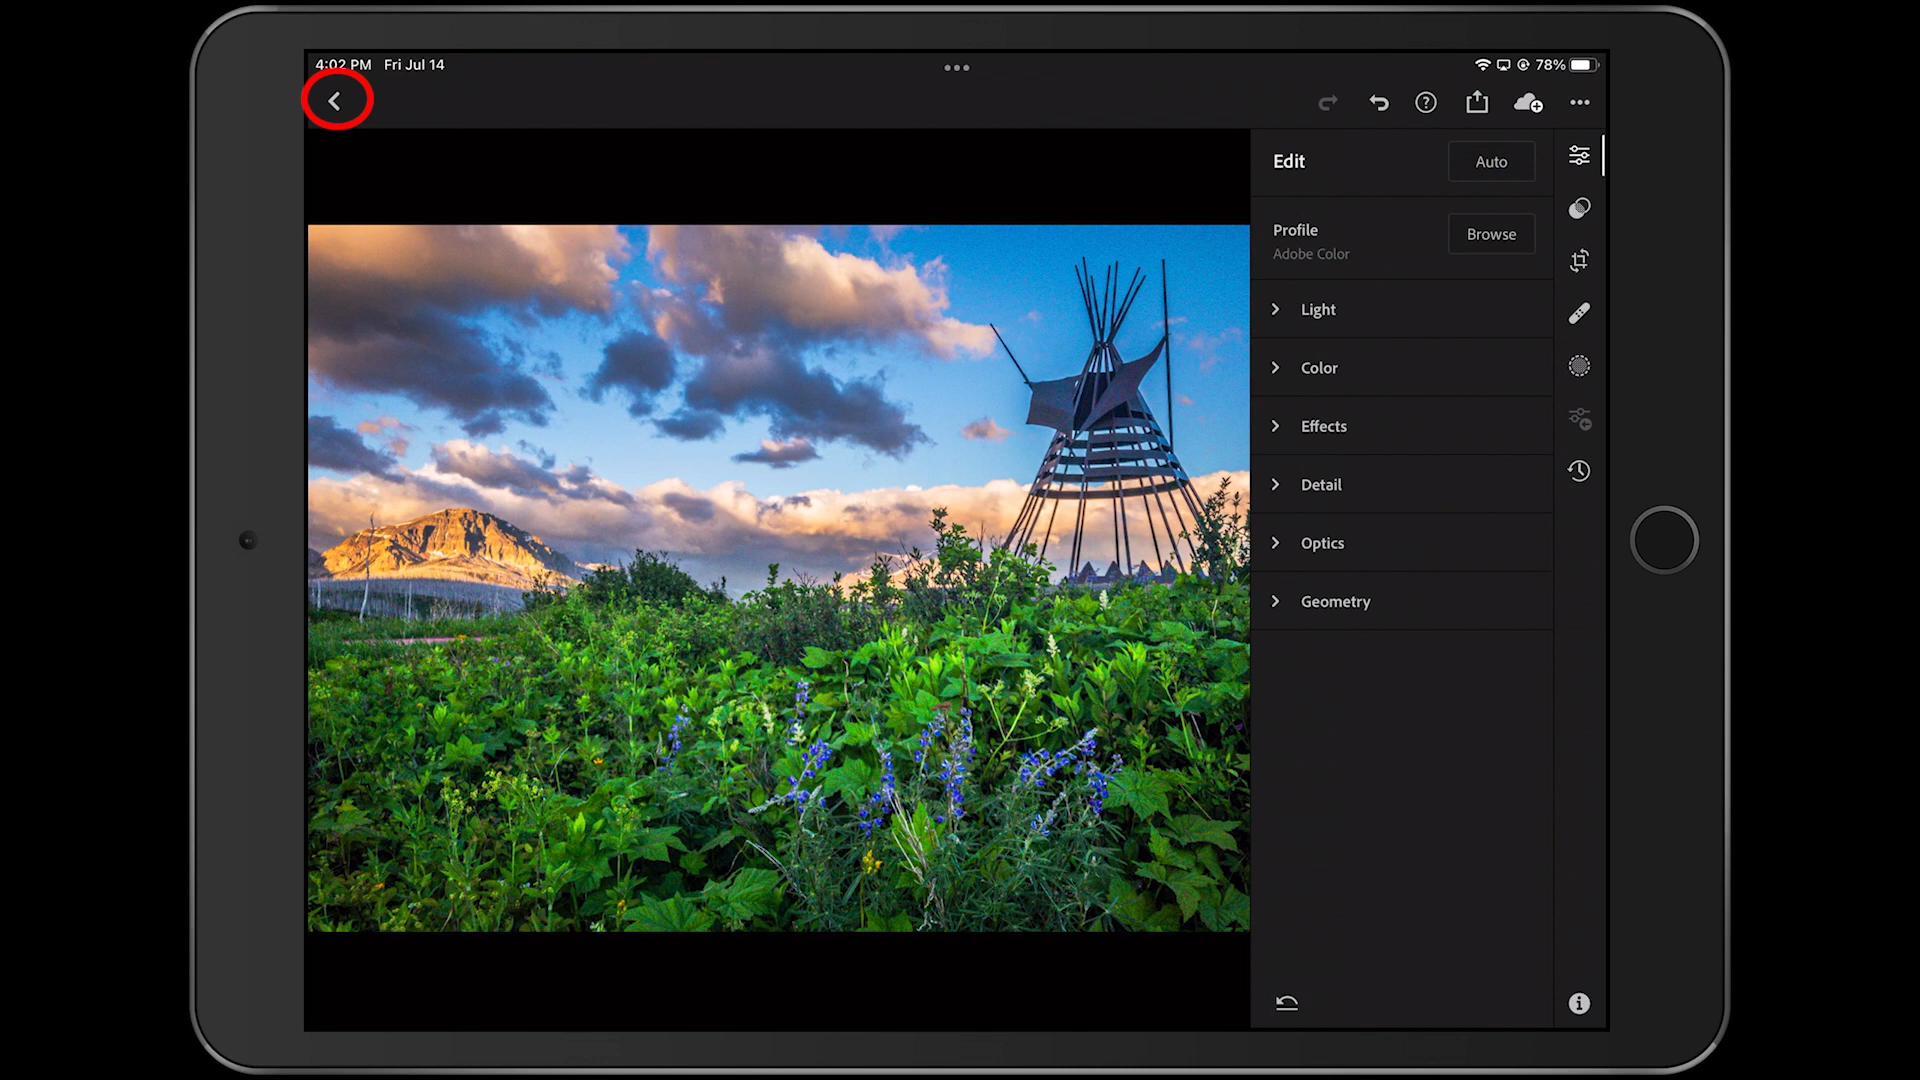 4:02 PM Fri Jul 14
78%
Edit
Auto
Profile
Browse
Adobe Color
Light
Color
Effects
Detail
Optics
Geometry